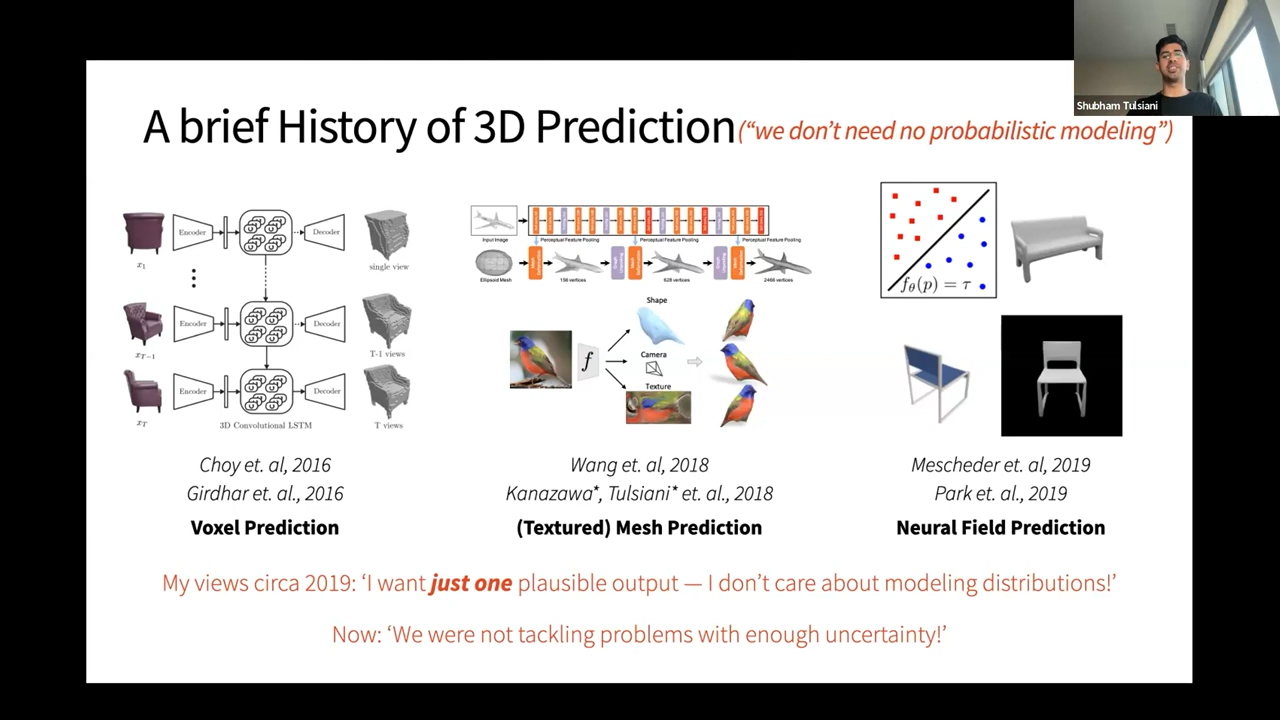 Shubham Tulsiani
A brief History of 3D Prediction (“we don’t need no probabilistic modeling”)
x1
Encoder
Decoder
single view
xT−1
Encoder
Decoder
T-1 views
xT
Encoder
Decoder
T views
3D Convolutional LSTM
Input Image
Perceptual Feature Pooling
Perceptual Feature Pooling
Perceptual Feature Pooling
Ellipsoid Mesh
156 vertices
628 vertices
2466 vertices
f
Shape
Camera
Texture
fθ(p) = τ
Choy et. al, 2016
Girdhar et. al., 2016
Voxel Prediction
Wang et. al, 2018
Kanazawa*, Tulsiani* et. al., 2018
(Textured) Mesh Prediction
Mescheder et. al, 2019
Park et. al., 2019
Neural Field Prediction
My views circa 2019: ‘I want just one plausible output — I don’t care about modeling distributions!’
Now: ‘We were not tackling problems with enough uncertainty!’